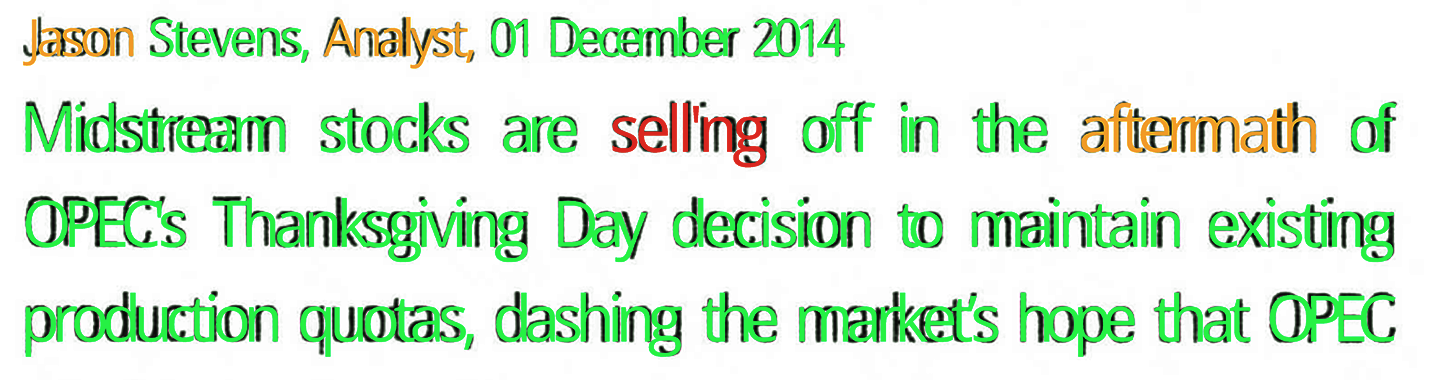 Jason Stevens, Analyst, 01 December 2014
Midstream stocks are sell'ng off in the aftermath of
OPEC's Thanksgiving Day decision to maintain existing
production quotas, dashing the market's hope that OPEC